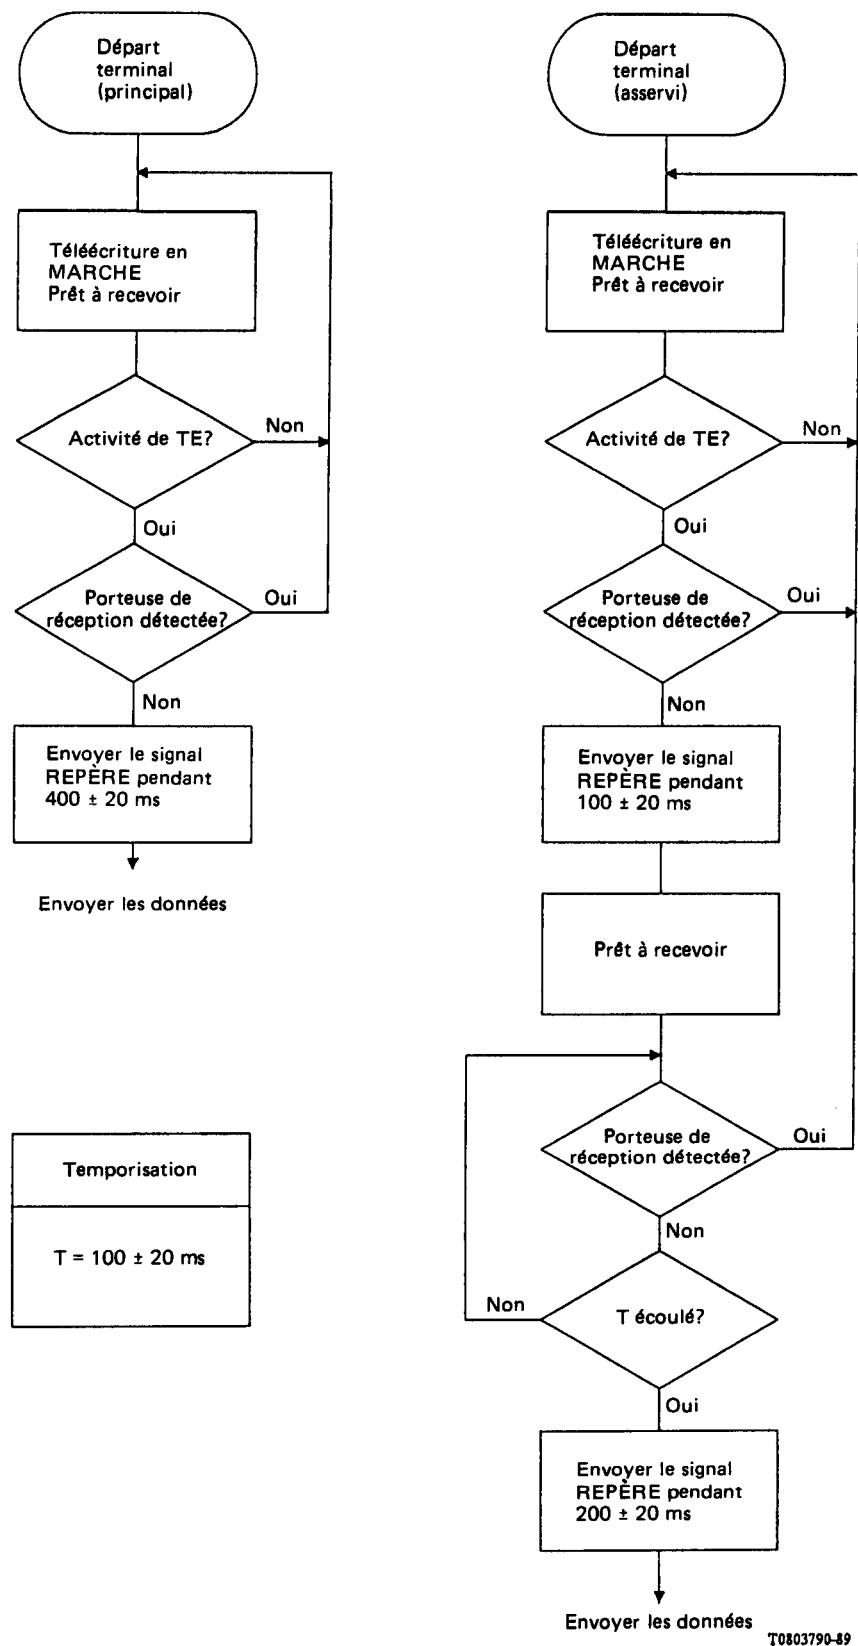 Départ
terminal
(principal)
Téléécriture en
MARCHE
Prêt à recevoir
Activité de TE?
Non
Oui
Porteuse de
réception détectée?
Oui
Non
Envoyer le signal
REPÈRE pendant
400 ± 20 ms
Envoyer les données
Temporisation
T = 100 ± 20 ms
Départ
terminal
(asservi)
Téléécriture en
MARCHE
Prêt à recevoir
Activité de TE?
Non
Oui
Porteuse de
réception détectée?
Oui
Non
Envoyer le signal
REPÈRE pendant
100 ± 20 ms
Prêt à recevoir
Porteuse de
réception détectée?
Oui
Non
T écoulé?
Non
Oui
Envoyer le signal
REPÈRE pendant
200 ± 20 ms
Envoyer les données
T0803790-89